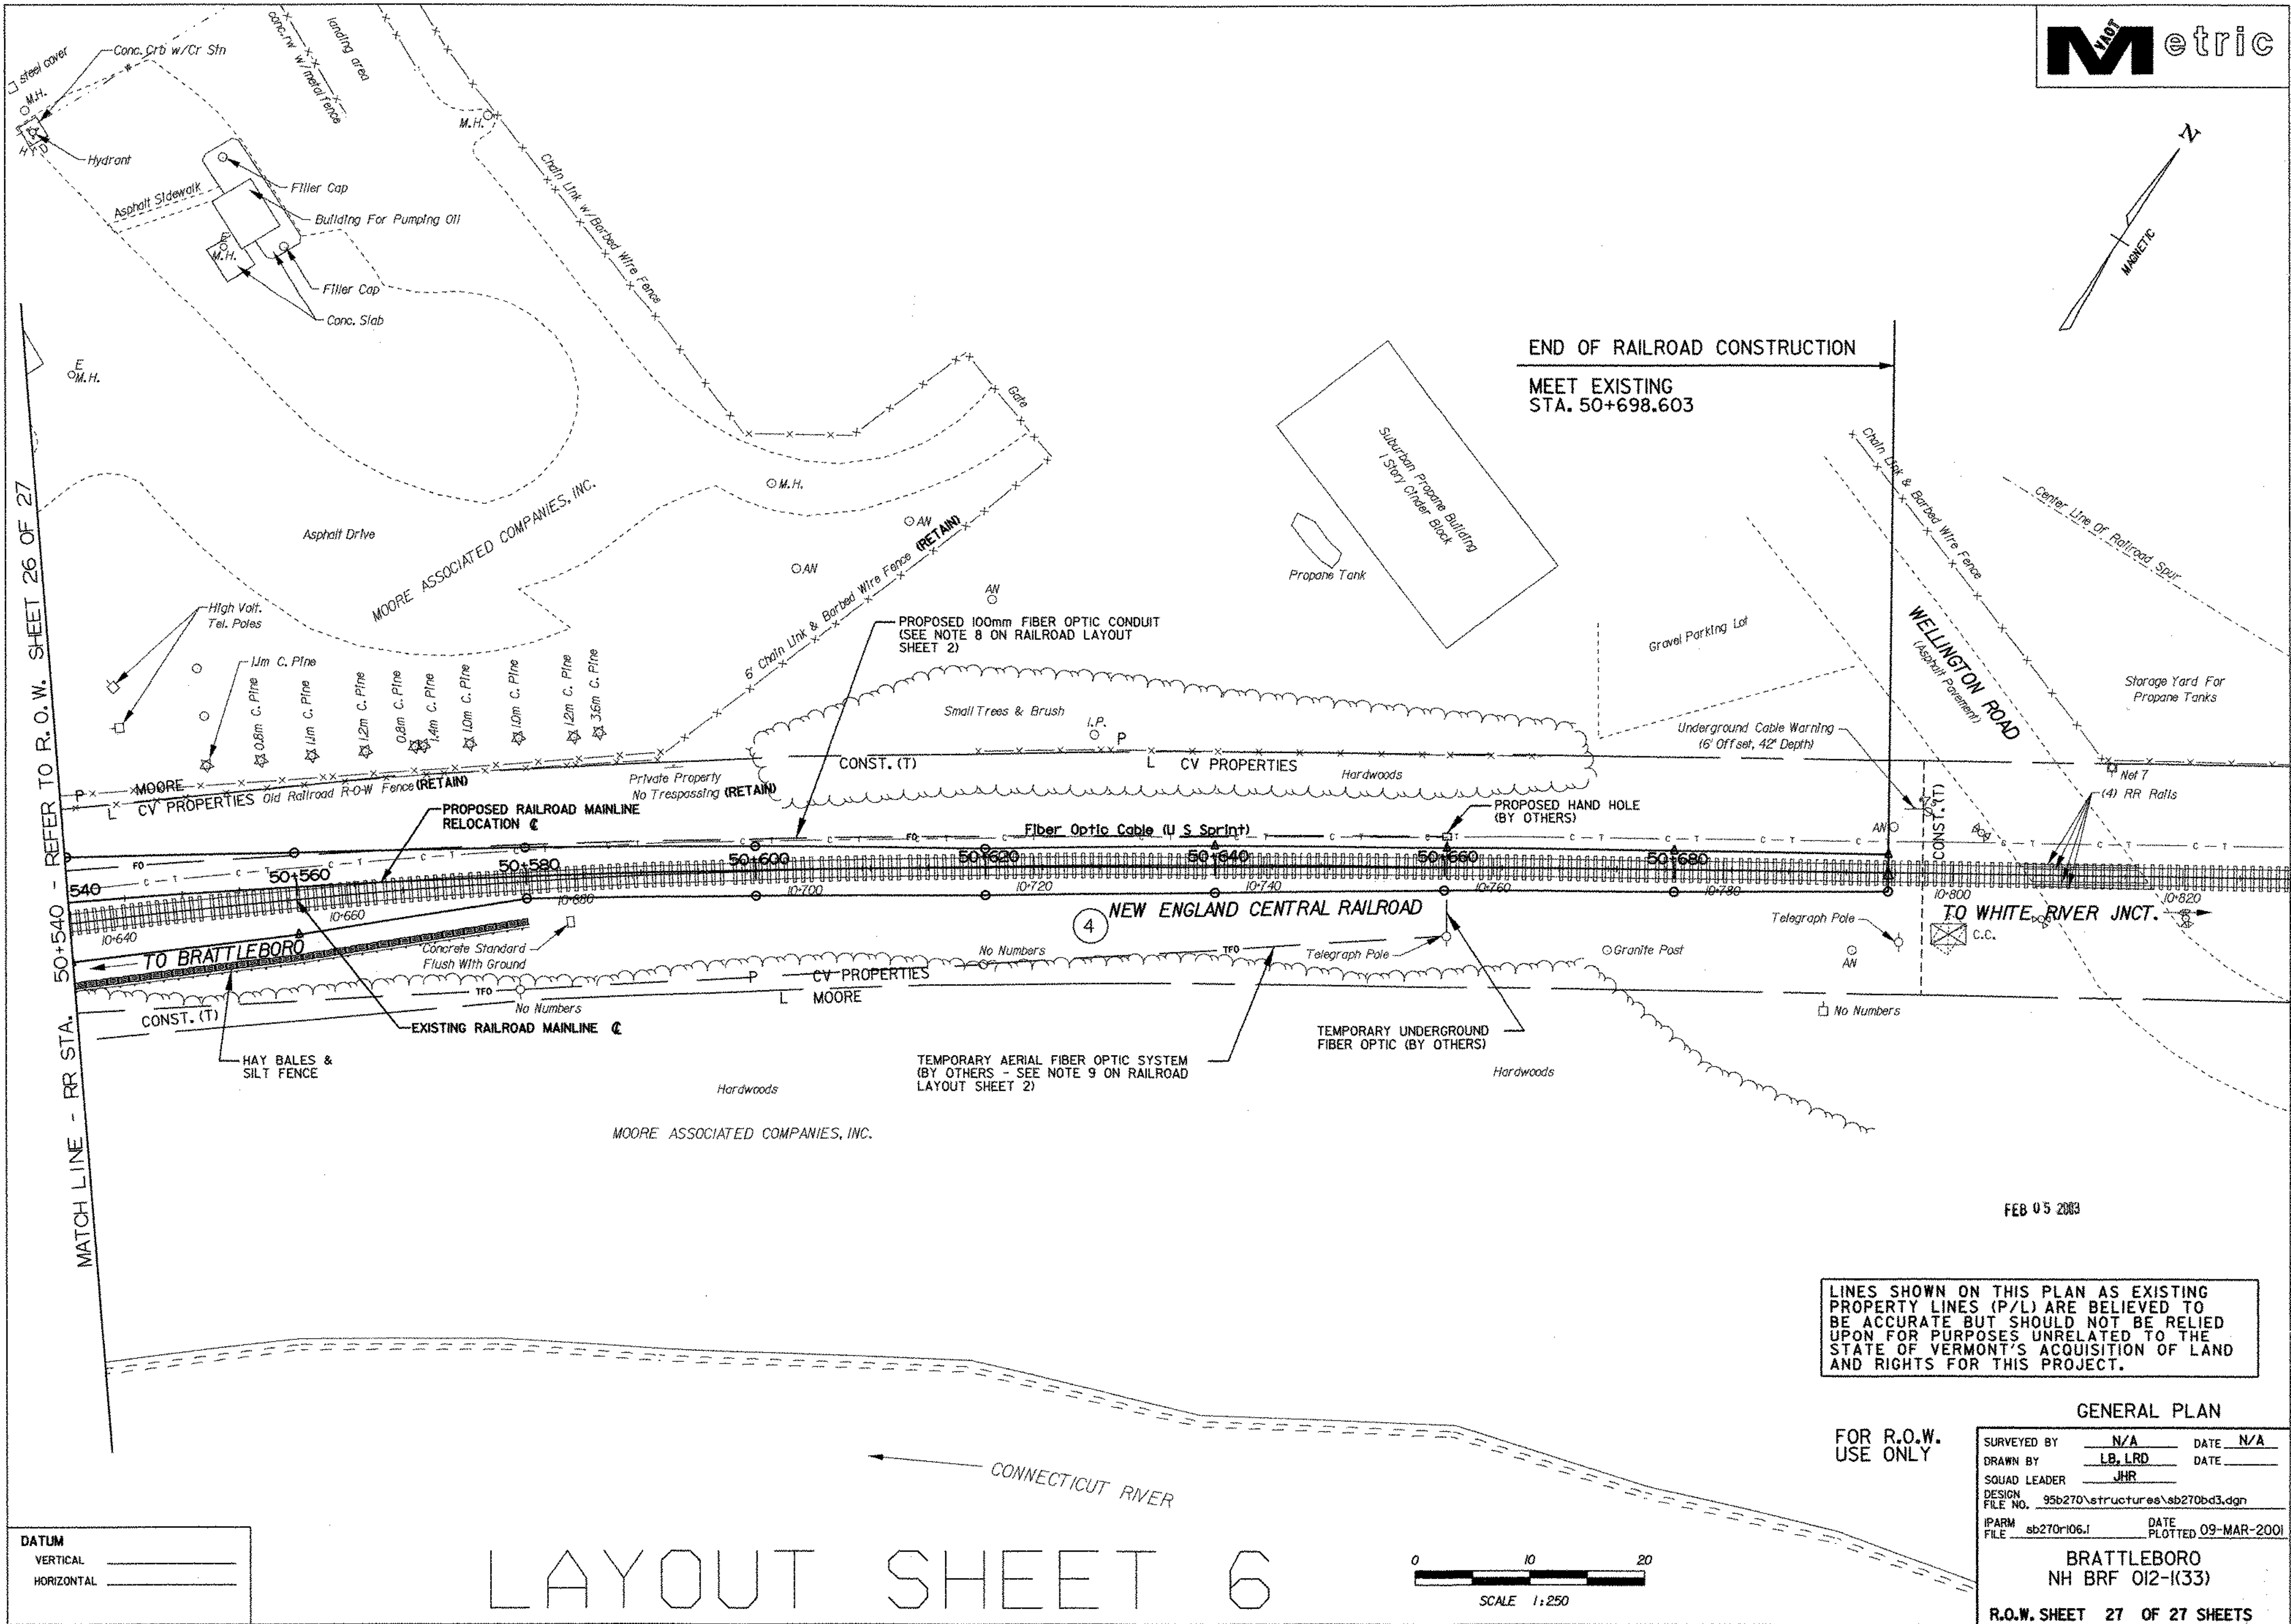 VAOT
Metric
N
MAGNETIC
steel cover
M.H.
HYD
Conc. Crb w/Cr Stn
Hydrant
conc. rw w/metal fence
landing area
M.H.
Chain Link w/Barbed Wire Fence
Asphalt Sidewalk
Filler Cap
Building For Pumping Oil
E
M.H.
Filler Cap
Conc. Slab
E
M.H.
Gate
END OF RAILROAD CONSTRUCTION
MEET EXISTING
STA. 50+698.603
Suburban Propane Building
1 Story Cinder Block
Propane Tank
Chain Link & Barbed Wire Fence
Center Line Of Railroad Spur
WELLINGTON ROAD
(Asphalt Pavement)
Gravel Parking Lot
Storage Yard For
Propane Tanks
Underground Cable Warning
(6' Offset, 42" Depth)
Net 7
(4) RR Rails
MATCH LINE - RR STA. 50+540 - REFER TO R.O.W. SHEET 26 OF 27
Asphalt Drive
MOORE ASSOCIATED COMPANIES, INC.
M.H.
AN
AN
AN
6' Chain Link & Barbed Wire Fence (RETAIN)
High Volt.
Tel. Poles
1.1m C. Pine
0.8m C. Pine
1.1m C. Pine
1.2m C. Pine
0.8m C. Pine
1.4m C. Pine
1.0m C. Pine
1.0m C. Pine
1.2m C. Pine
3.6m C. Pine
PROPOSED 100mm FIBER OPTIC CONDUIT
(SEE NOTE 8 ON RAILROAD LAYOUT
SHEET 2)
Small Trees & Brush
I.P.
P
L
CV PROPERTIES
Hardwoods
CONST. (T)
P
L
MOORE
CV PROPERTIES
Old Railroad R-O-W Fence (RETAIN)
Private Property
No Trespassing (RETAIN)
PROPOSED RAILROAD MAINLINE
RELOCATION ℄
PROPOSED HAND HOLE
(BY OTHERS)
FO
C - T
FO
Fiber Optic Cable (U S Sprint)
AN
CONST. (T)
540
50+560
50+580
50+600
50+620
50+640
50+660
50+680
10+640
10+660
10+680
10+700
10+720
10+740
10+760
10+780
10+800
10+820
TO BRATTLEBORO
4
NEW ENGLAND CENTRAL RAILROAD
TO WHITE RIVER JNCT.
Concrete Standard
Flush With Ground
No Numbers
TFO
Telegraph Pole
Granite Post
Telegraph Pole
AN
C.C.
P
L
CV PROPERTIES
MOORE
TFO
No Numbers
CONST. (T)
No Numbers
EXISTING RAILROAD MAINLINE ℄
HAY BALES &
SILT FENCE
TEMPORARY AERIAL FIBER OPTIC SYSTEM
(BY OTHERS - SEE NOTE 9 ON RAILROAD
LAYOUT SHEET 2)
TEMPORARY UNDERGROUND
FIBER OPTIC (BY OTHERS)
Hardwoods
Hardwoods
MOORE ASSOCIATED COMPANIES, INC.
FEB 05 2003
LINES SHOWN ON THIS PLAN AS EXISTING
PROPERTY LINES (P/L) ARE BELIEVED TO
BE ACCURATE BUT SHOULD NOT BE RELIED
UPON FOR PURPOSES UNRELATED TO THE
STATE OF VERMONT'S ACQUISITION OF LAND
AND RIGHTS FOR THIS PROJECT.
CONNECTICUT RIVER
FOR R.O.W.
USE ONLY
GENERAL PLAN
SURVEYED BY N/A DATE N/A
DRAWN BY LB, LRD DATE
SQUAD LEADER JHR
DESIGN FILE NO. 95b270\structures\sb270bd3.dgn
IPARM FILE sb270r106.i DATE PLOTTED 09-MAR-2001
BRATTLEBORO
NH BRF 012-1(33)
R.O.W. SHEET 27 OF 27 SHEETS
DATUM
VERTICAL
HORIZONTAL
LAYOUT SHEET 6
0 10 20
SCALE 1:250